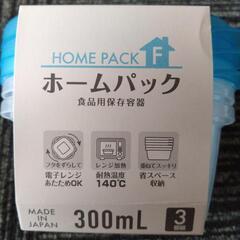 HOME PACK F
ホームパック
食品用保存容器
フタをずらして
電子レンジ
あたためOK
レンジ加熱
耐熱温度
140℃
重ねてスッキリ
省スペース
収納
MADE IN
JAPAN
300mL
3
個組